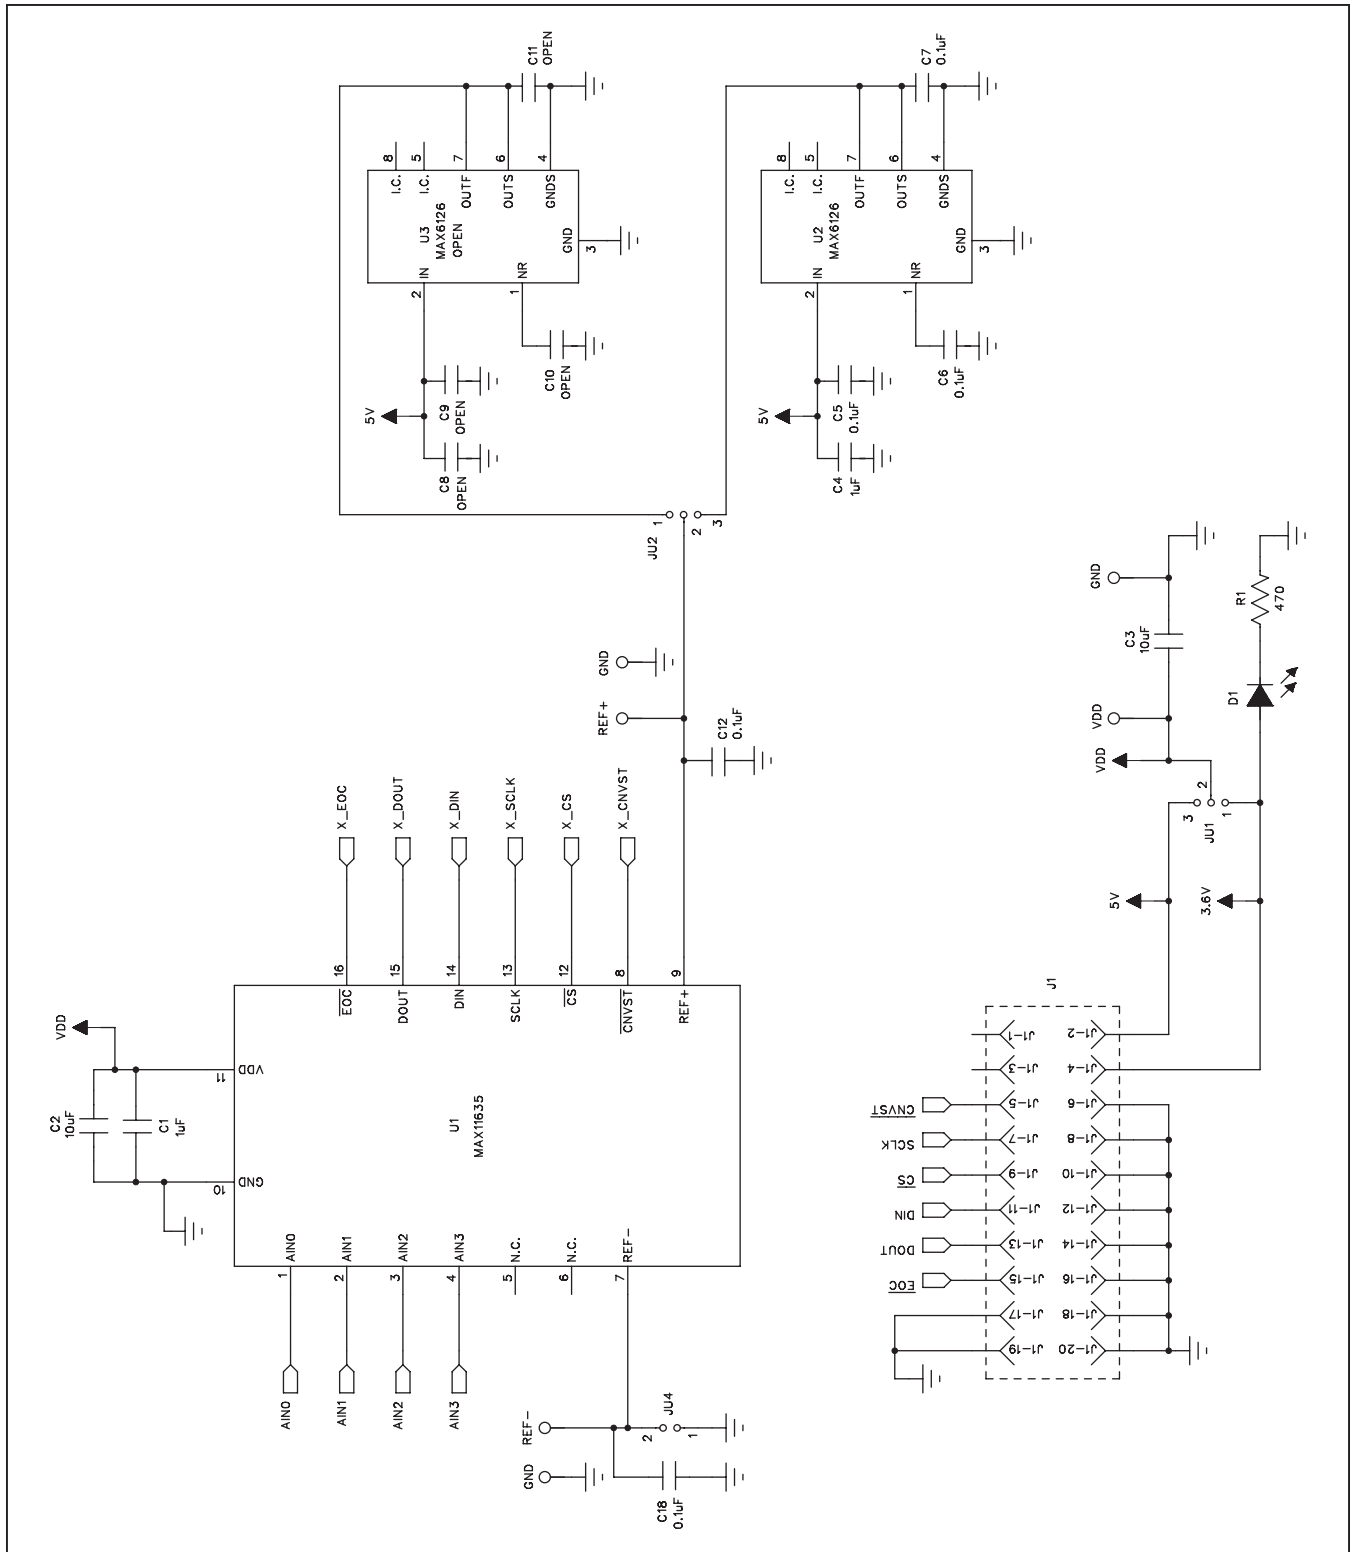 C11
OPEN
8
I.C.
5
I.C.
7
OUTF
6
OUTS
4
GNDS
U3
MAX6126
OPEN
GND
3
IN
2
NR
1
C10
OPEN
5V
C9
OPEN
C8
OPEN
C7
0.1uF
8
I.C.
5
I.C.
7
OUTF
6
OUTS
4
GNDS
U2
MAX6126
GND
3
IN
2
NR
1
C6
0.1uF
5V
C5
0.1uF
C4
1uF
JU2
1
2
3
GND
REF+
C12
0.1uF
X_EOC
X_DOUT
X_DIN
X_SCLK
X_CS
X_CNVST
16
EOC
15
DOUT
14
DIN
13
SCLK
12
CS
8
CNVST
9
REF+
VDD
C2
10uF
C1
1uF
11
VDD
10
GND
U1
MAX11635
AIN0
1
AIN0
AIN1
2
AIN1
AIN2
3
AIN2
AIN3
4
AIN3
N.C.
5
N.C.
6
REF-
7
REF-
GND
JU4
2
1
C18
0.1uF
GND
C3
10uF
R1
470
VDD
VDD
D1
3
2
1
JU1
5V
3.6V
J1
J1-1
J1-2
J1-3
J1-4
CNVST
J1-5
J1-6
SCLK
J1-7
J1-8
CS
J1-9
J1-10
DIN
J1-11
J1-12
DOUT
J1-13
J1-14
EOC
J1-15
J1-16
J1-17
J1-18
J1-19
J1-20